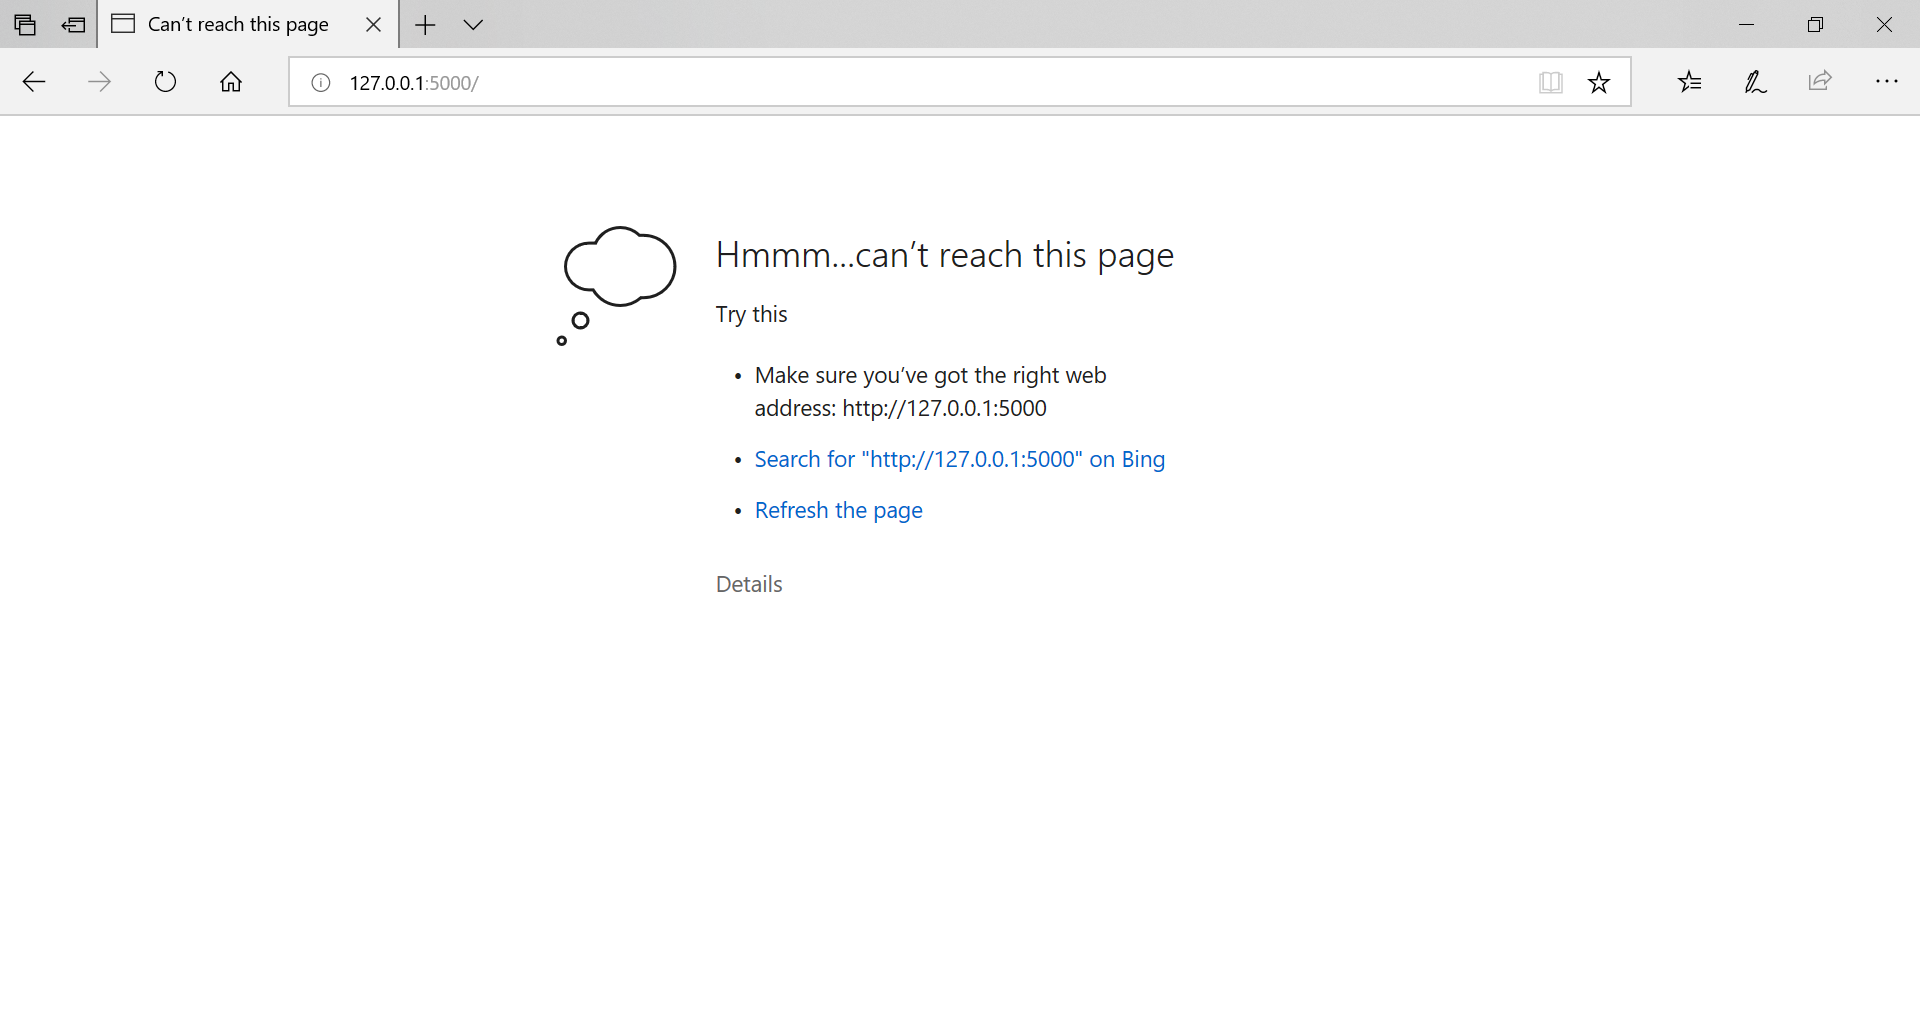 Can't reach this page
127.0.0.1:5000/
Hmmm...can't reach this page
Try this
• Make sure you've got the right web
address: http://127.0.0.1:5000
• Search for "http://127.0.0.1:5000" on Bing
• Refresh the page
Details